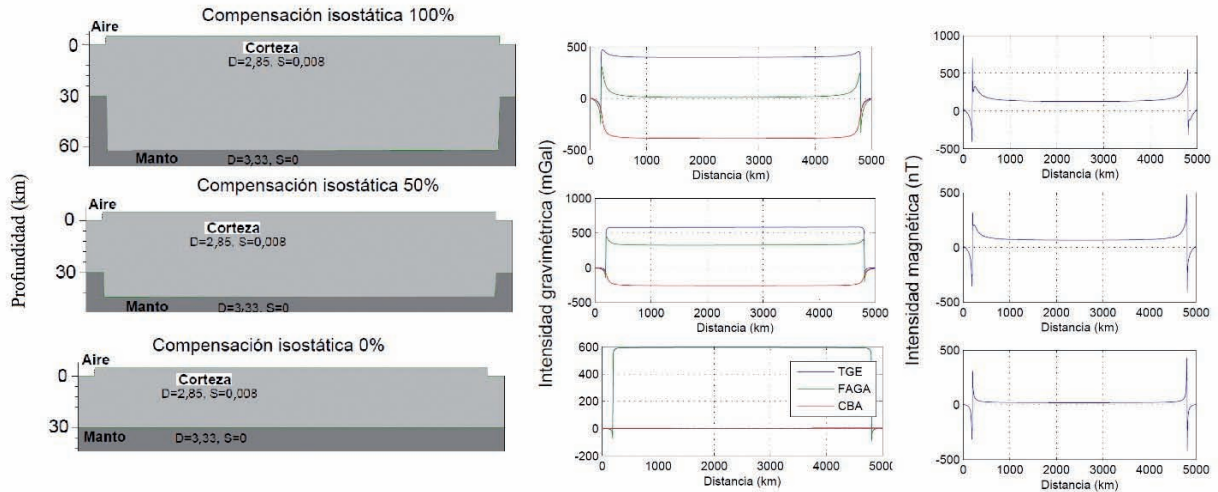 Compensación isostática 100%
Aire
Corteza
D=2,85. S=0,008
0
30
60
Manto
D=3,33, S=0
Compensación isostática 50%
Aire
Corteza
D=2,85. S=0,008
0
30
Manto
D=3,33, S=0
Compensación isostática 0%
Aire
Corteza
D=2,85. S=0,008
0
30
Manto
D=3,33, S=0
Profundidad (km)
Intensidad gravimétrica (mGal)
500
0
-500
0 1000 2000 3000 4000 5000
Distancia (km)
1000
500
0
-500
0 1000 2000 3000 4000 5000
Distancia (km)
600
400
200
0
-200
0 1000 2000 3000 4000 5000
Distancia (km)
TGE
FAGA
CBA
Intensidad magnética (nT)
1000
500
0
-500
0 1000 2000 3000 4000 5000
Distancia (km)
500
0
-500
0 1000 2000 3000 4000 5000
Distancia (km)
500
0
-500
0 1000 2000 3000 4000 5000
Distancia (km)